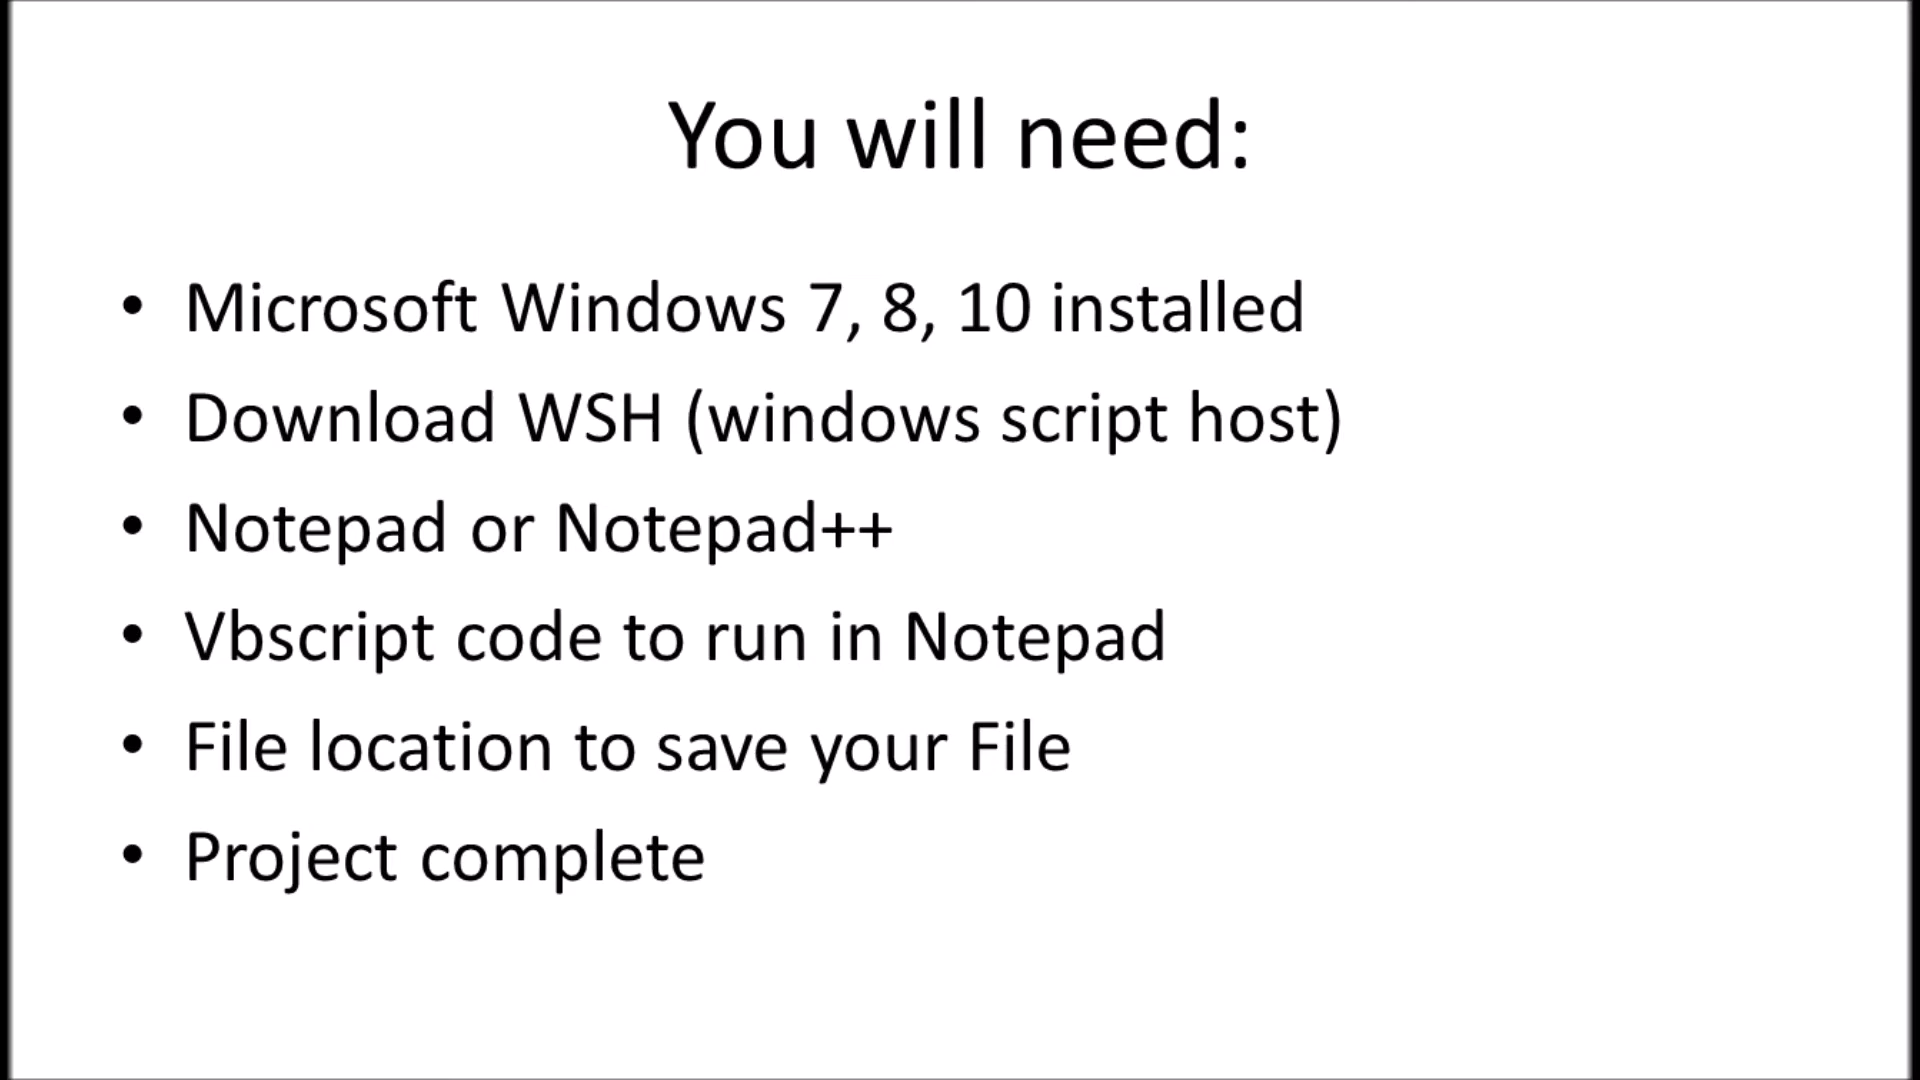 You will need:
• Microsoft Windows 7, 8, 10 installed
• Download WSH (windows script host)
• Notepad or Notepad++
• Vbscript code to run in Notepad
• File location to save your File
• Project complete